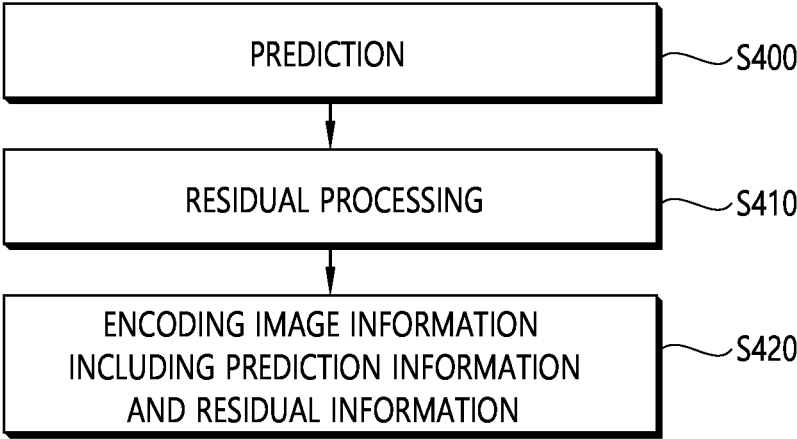 PREDICTION
S400
RESIDUAL PROCESSING
S410
ENCODING IMAGE INFORMATION
INCLUDING PREDICTION INFORMATION
AND RESIDUAL INFORMATION
S420